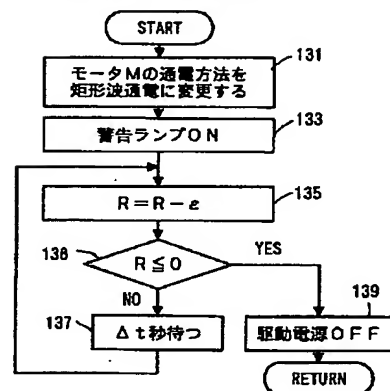 START
131
モータMの通電方法を
矩形波通電に変更する
133
警告ランプON
135
R=R-ε
138
R≦0
YES
NO
137
Δt秒待つ
139
駆動電源OFF
RETURN